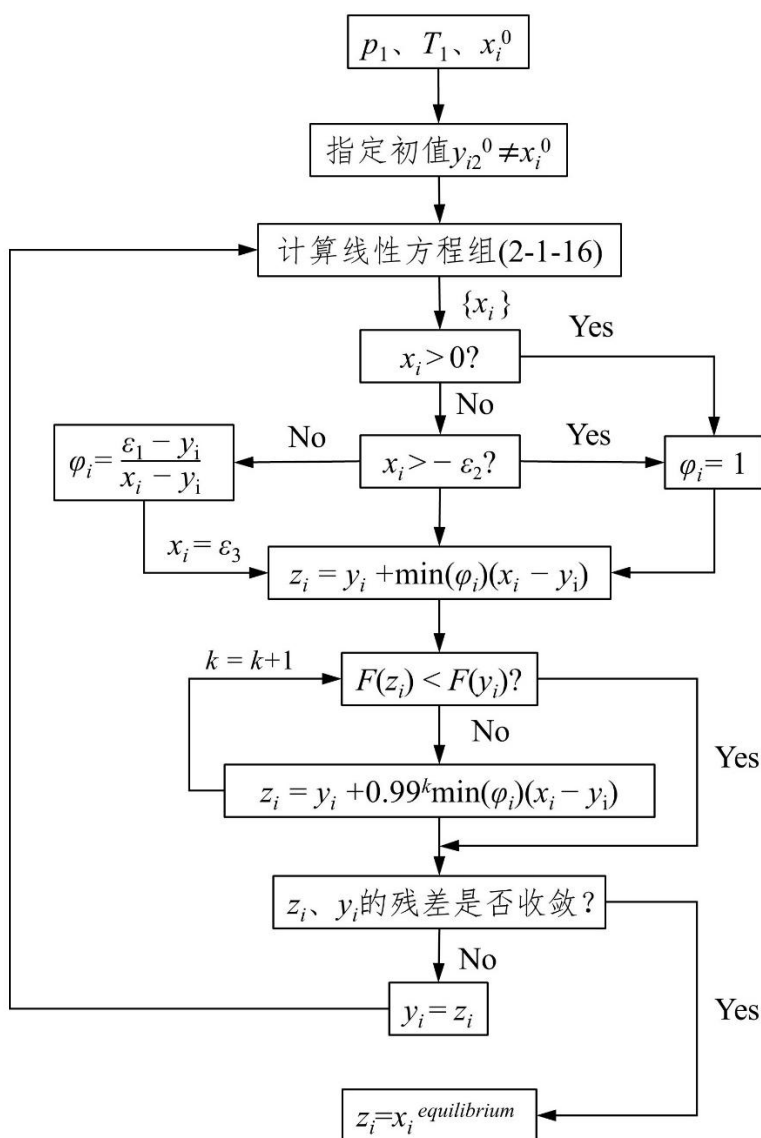 p₁、T₁、xᵢ⁰
指定初值yᵢ₂⁰≠xᵢ⁰
计算线性方程组(2-1-16)
{xᵢ}
xᵢ > 0?
Yes
No
φᵢ= (ε₁ − yᵢ)/(xᵢ − yᵢ)
No
xᵢ > − ε₂?
Yes
φᵢ= 1
xᵢ = ε₃
zᵢ = yᵢ +min(φᵢ)(xᵢ − yᵢ)
k = k+1
F(zᵢ) < F(yᵢ)?
No
Yes
zᵢ = yᵢ +0.99ᵏmin(φᵢ)(xᵢ − yᵢ)
zᵢ、yᵢ的残差是否收敛?
No
Yes
yᵢ= zᵢ
zᵢ=xᵢ^equilibrium